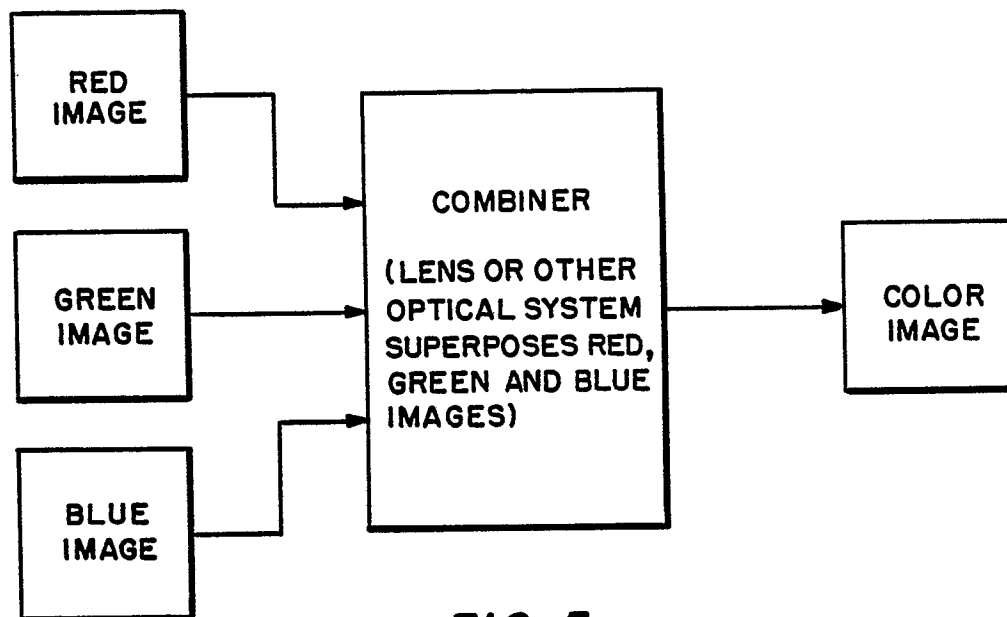 RED
IMAGE
GREEN
IMAGE
BLUE
IMAGE
COMBINER
(LENS OR OTHER
OPTICAL SYSTEM
SUPERPOSES RED,
GREEN AND BLUE
IMAGES)
COLOR
IMAGE